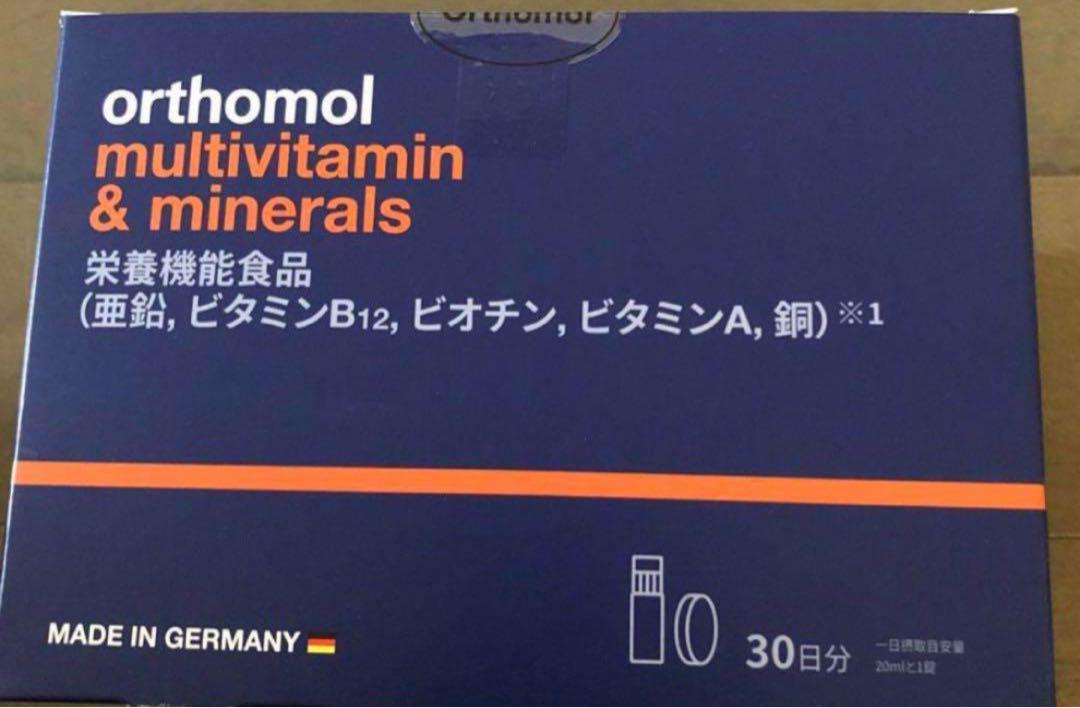 Orthomol
orthomol
multivitamin
& minerals
栄養機能食品
(亜鉛, ビタミンB12, ビオチン, ビタミンA, 銅) ※1
MADE IN GERMANY
30日分
一日摂取目安量
20mlと1錠